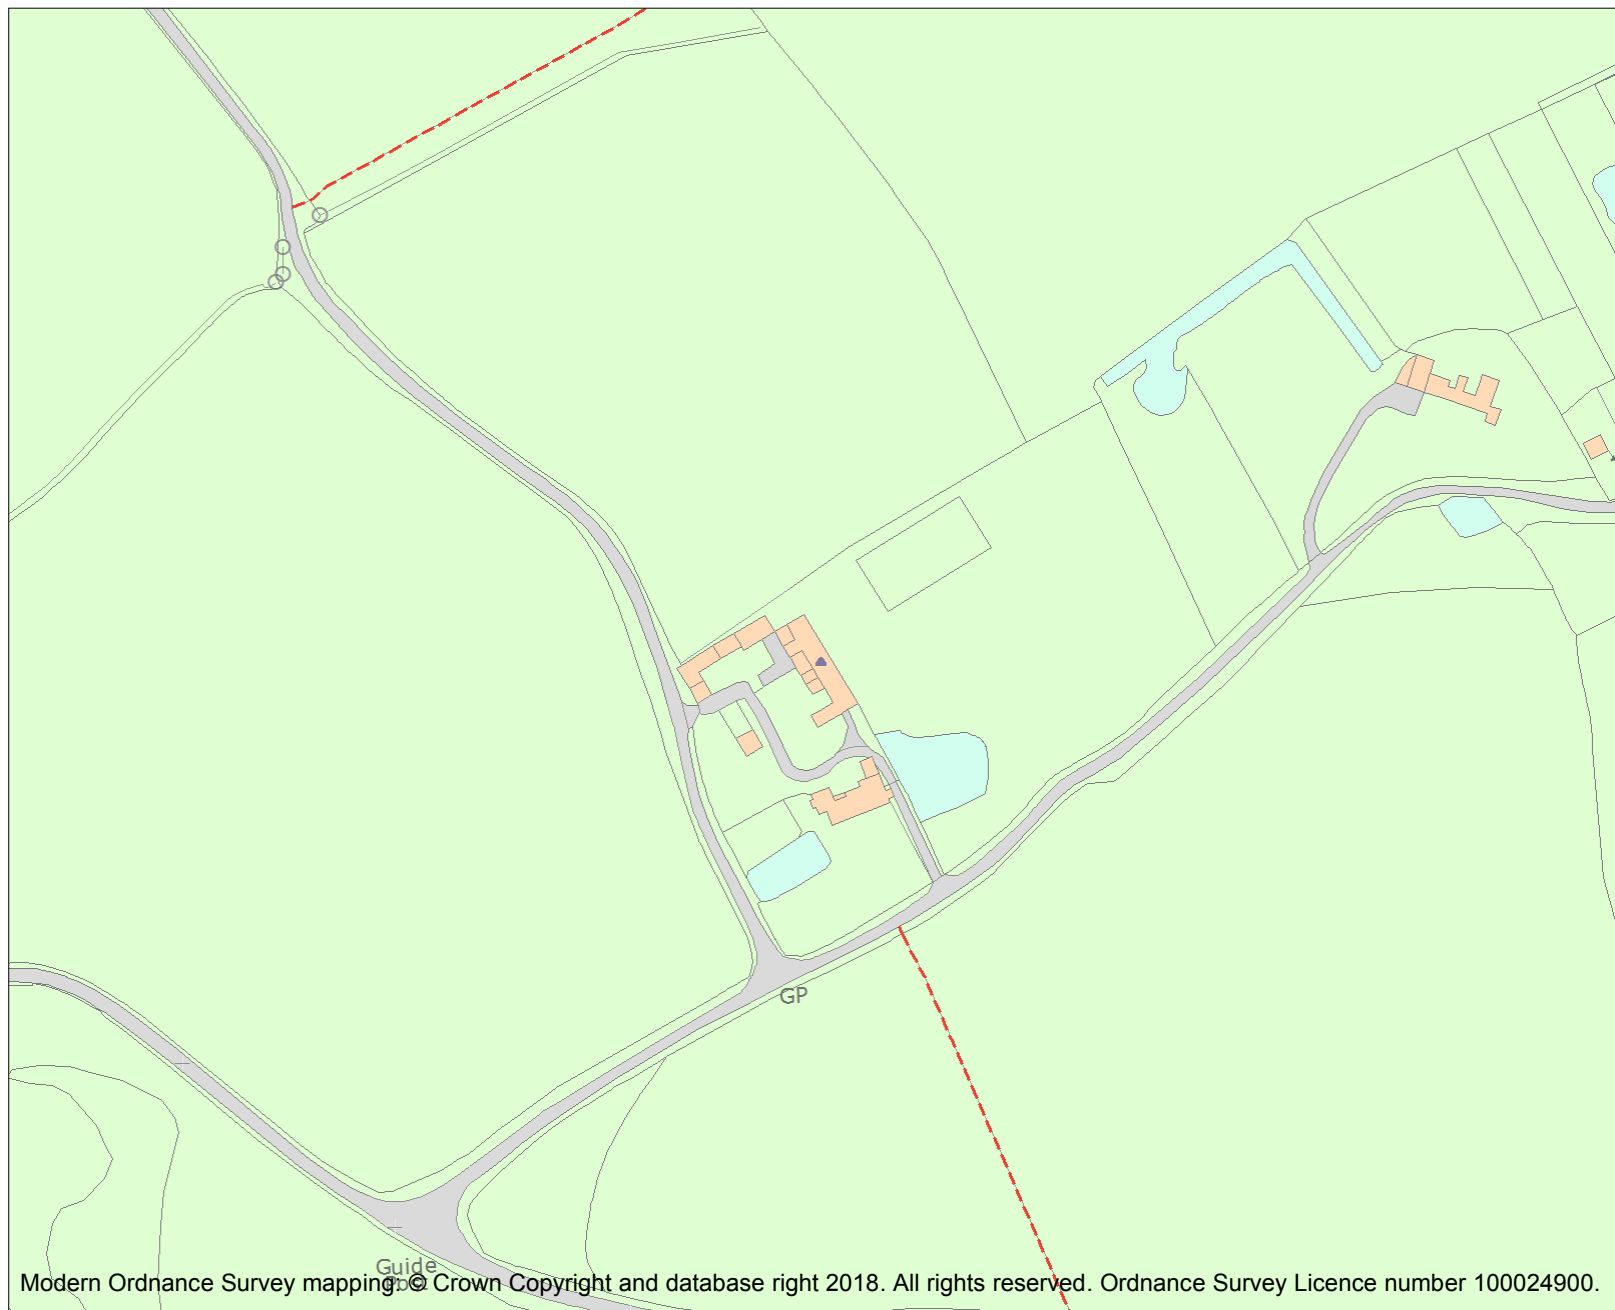 GP
Guide
Post
Modern Ordnance Survey mapping: © Crown Copyright and database right 2018. All rights reserved. Ordnance Survey Licence number 100024900.